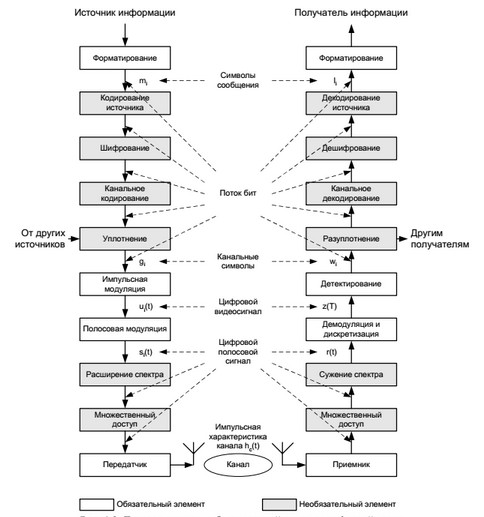 Источник информации
Получатель информации
Форматирование
Форматирование
mᵢ
Символы
сообщения
lᵢ
Кодирование
источника
Декодирование
источника
Шифрование
Дешифрование
Канальное
кодирование
Поток бит
Канальное
декодирование
От других
источников
Уплотнение
Разуплотнение
Другим
получателям
gᵢ
Канальные
символы
wᵢ
Импульсная
модуляция
Детектирование
uᵢ(t)
Цифровой
видеосигнал
z(T)
Полосовая модуляция
Демодуляция и
дискретизация
sᵢ(t)
Цифровой
полосовой
сигнал
r(t)
Расширение спектра
Сужение спектра
Множественный
доступ
Множественный
доступ
Импульсная
характеристика
канала h꜀(t)
Передатчик
Канал
Приемник
Обязательный элемент
Необязательный элемент